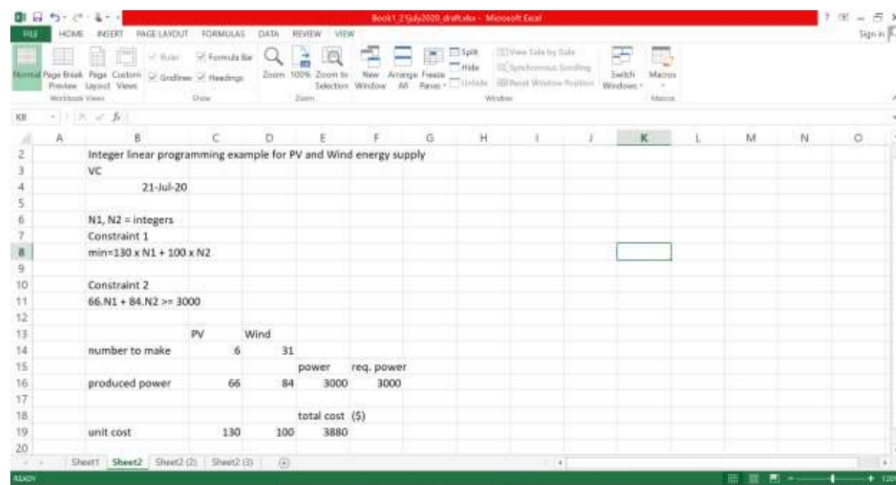 Book1_21july2020_draft.xlsx - Microsoft Excel
Sign in
FILE HOME INSERT PAGE LAYOUT FORMULAS DATA REVIEW VIEW
Normal Page Break Preview Page Layout Custom Views
Ruler Formula Bar
Gridlines Headings
Zoom 100% Zoom to Selection
New Window Arrange All Freeze Panes
Split
Hide
Unhide
View Side by Side
Synchronous Scrolling
Reset Window Position
Switch Windows
Macros
Workbook Views Show Zoom Window Macros
K8 fx
A B C D E F G H I J K L M N O
2 Integer linear programming example for PV and Wind energy supply
3 VC
4 21-Jul-20
5
6 N1, N2 = integers
7 Constraint 1
8 min=130 x N1 + 100 x N2
9
10 Constraint 2
11 66.N1 + 84.N2 >= 3000
12
13 PV Wind
14 number to make 6 31
15 power req. power
16 produced power 66 84 3000 3000
17
18 total cost ($)
19 unit cost 130 100 3880
20
Sheet1 Sheet2 Sheet2 (2) Sheet2 (3)
READY